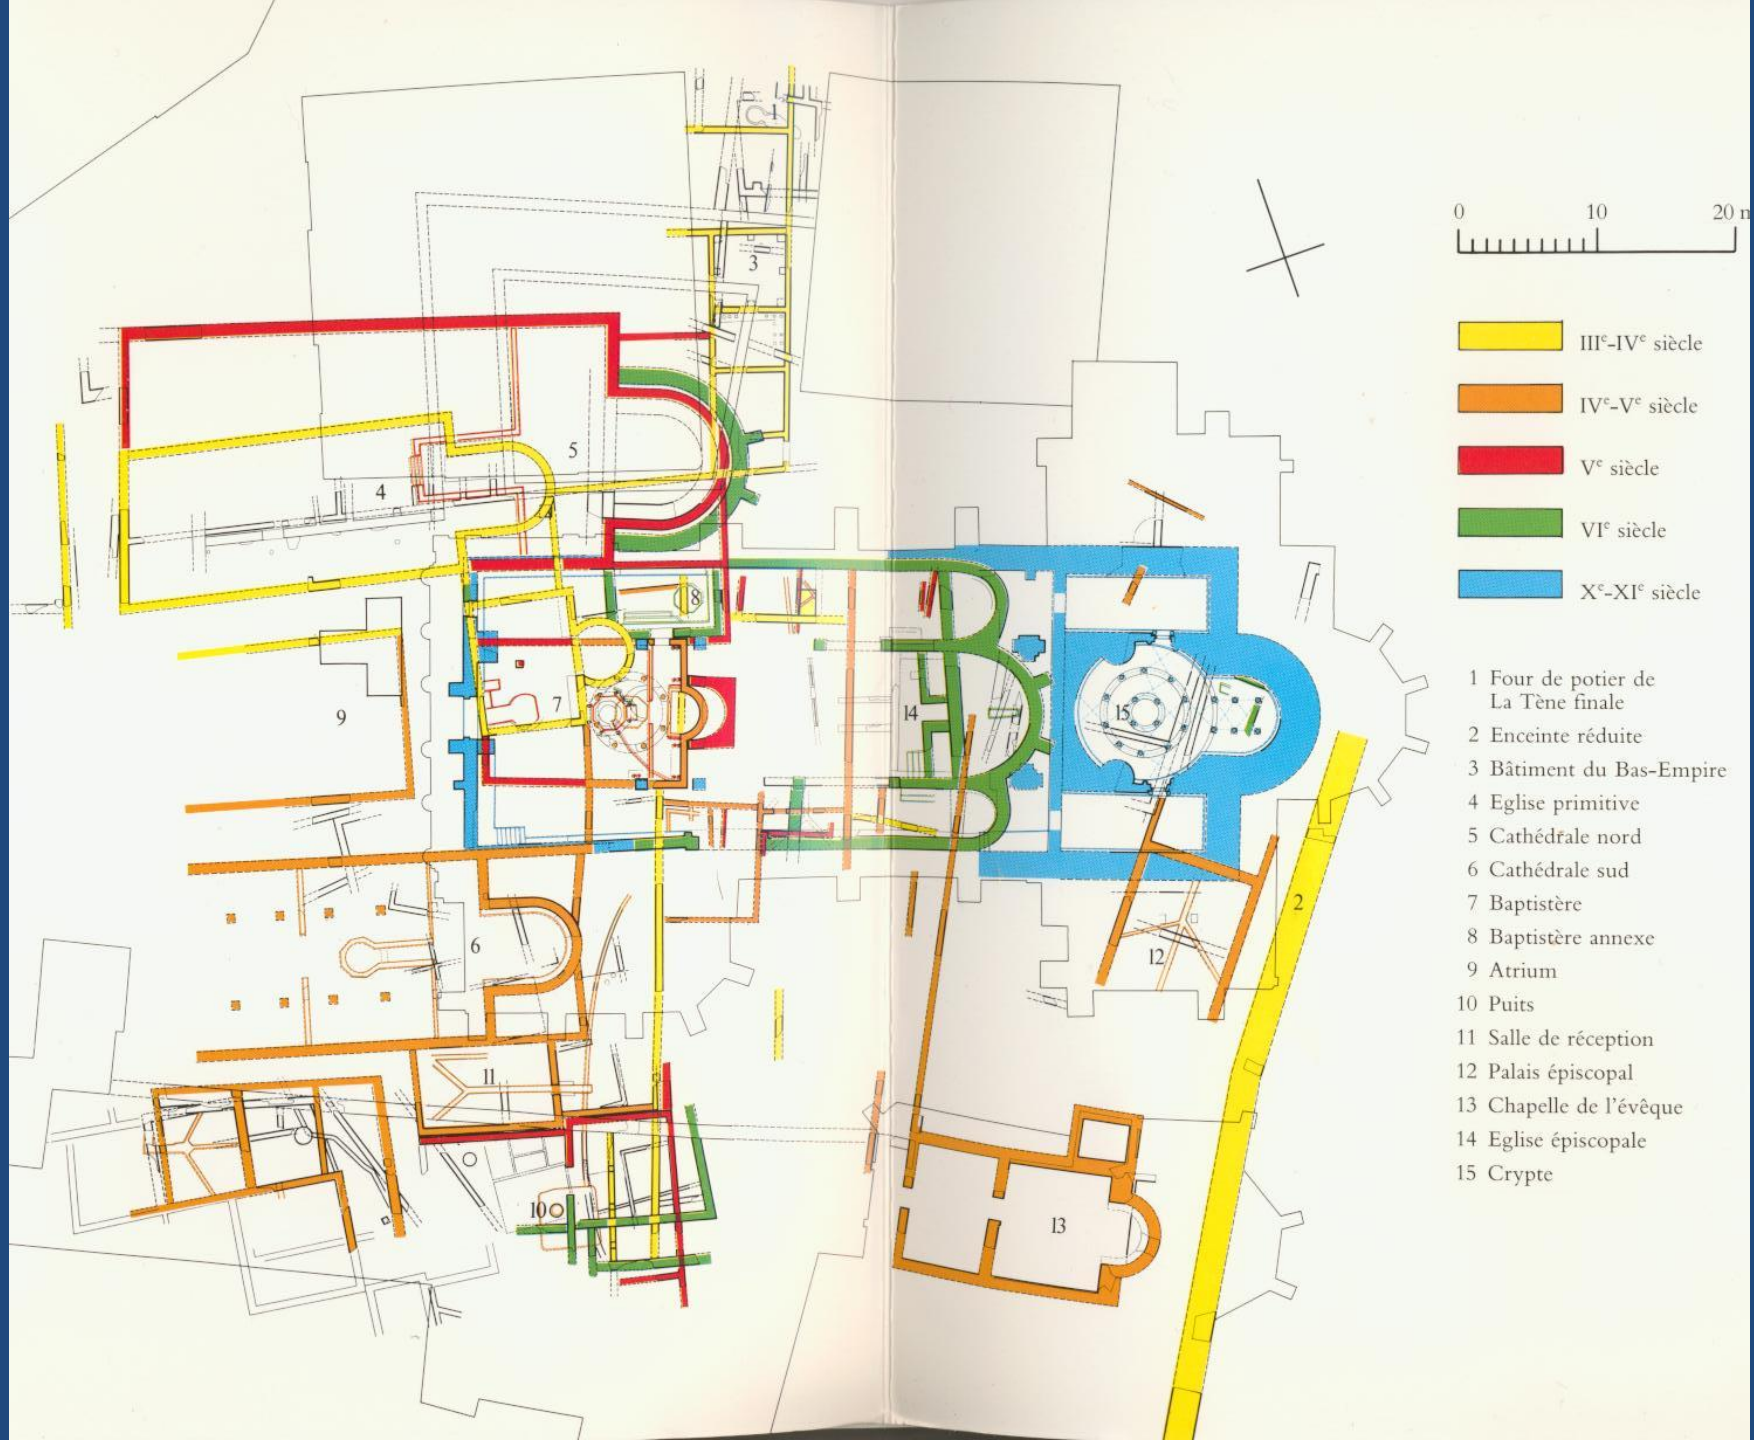 0 10 20 m
IIIᵉ-IVᵉ siècle
IVᵉ-Vᵉ siècle
Vᵉ siècle
VIᵉ siècle
Xᵉ-XIᵉ siècle
1 Four de potier de
La Tène finale
2 Enceinte réduite
3 Bâtiment du Bas-Empire
4 Eglise primitive
5 Cathédrale nord
6 Cathédrale sud
7 Baptistère
8 Baptistère annexe
9 Atrium
10 Puits
11 Salle de réception
12 Palais épiscopal
13 Chapelle de l'évêque
14 Eglise épiscopale
15 Crypte
1
3
5
4
8
7
9
14
15
2
6
12
11
10
13